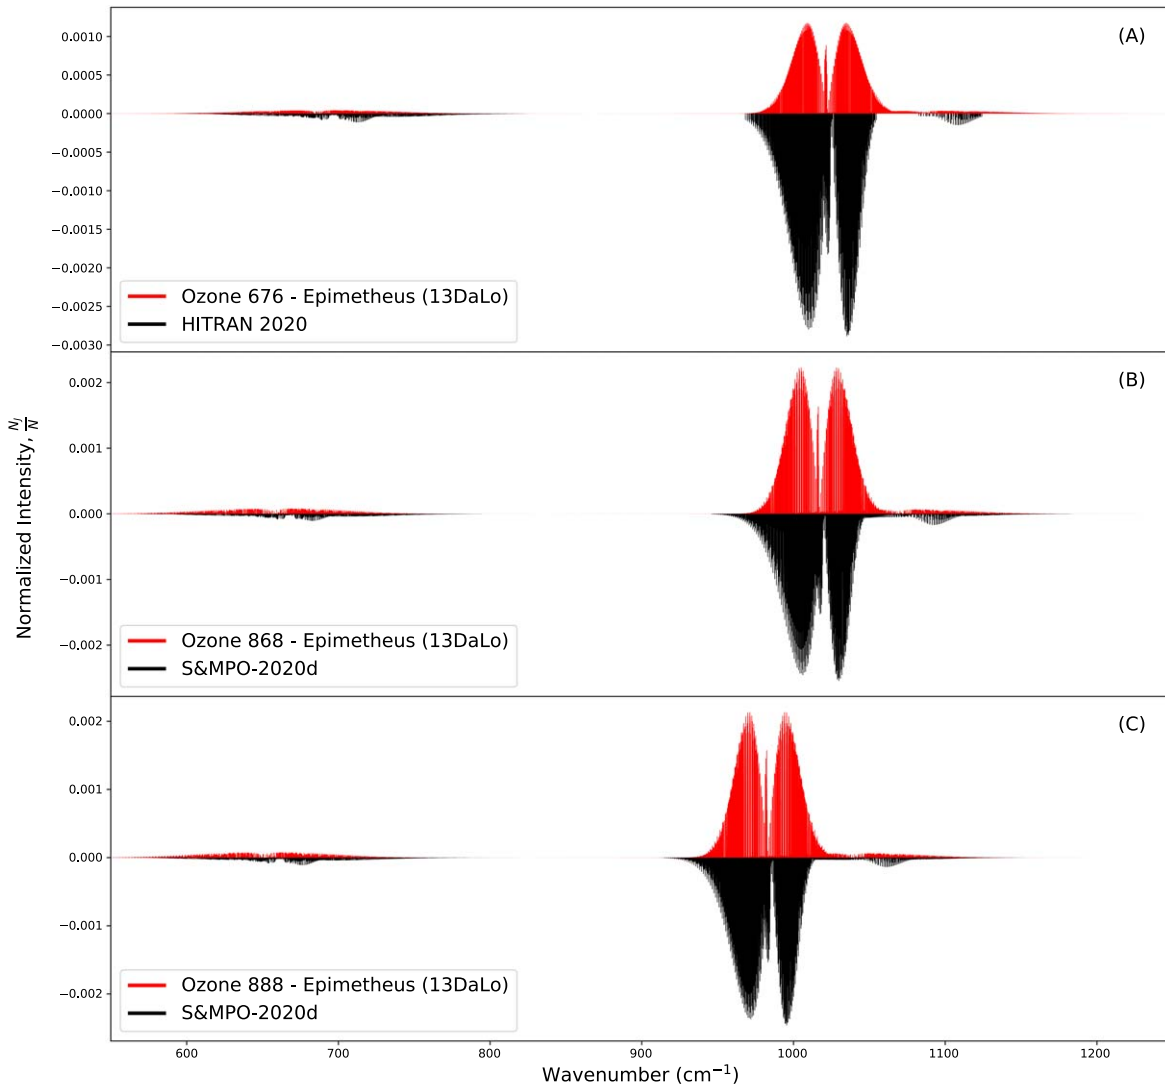 (A)
0.0010
0.0005
0.0000
−0.0005
−0.0010
−0.0015
−0.0020
−0.0025
−0.0030
Ozone 676 - Epimetheus (13DaLo)
HITRAN 2020
(B)
0.002
0.001
0.000
−0.001
−0.002
Ozone 868 - Epimetheus (13DaLo)
S&MPO-2020d
(C)
0.002
0.001
0.000
−0.001
−0.002
Ozone 888 - Epimetheus (13DaLo)
S&MPO-2020d
Normalized Intensity, N_J/N
600 700 800 900 1000 1100 1200
Wavenumber (cm⁻¹)